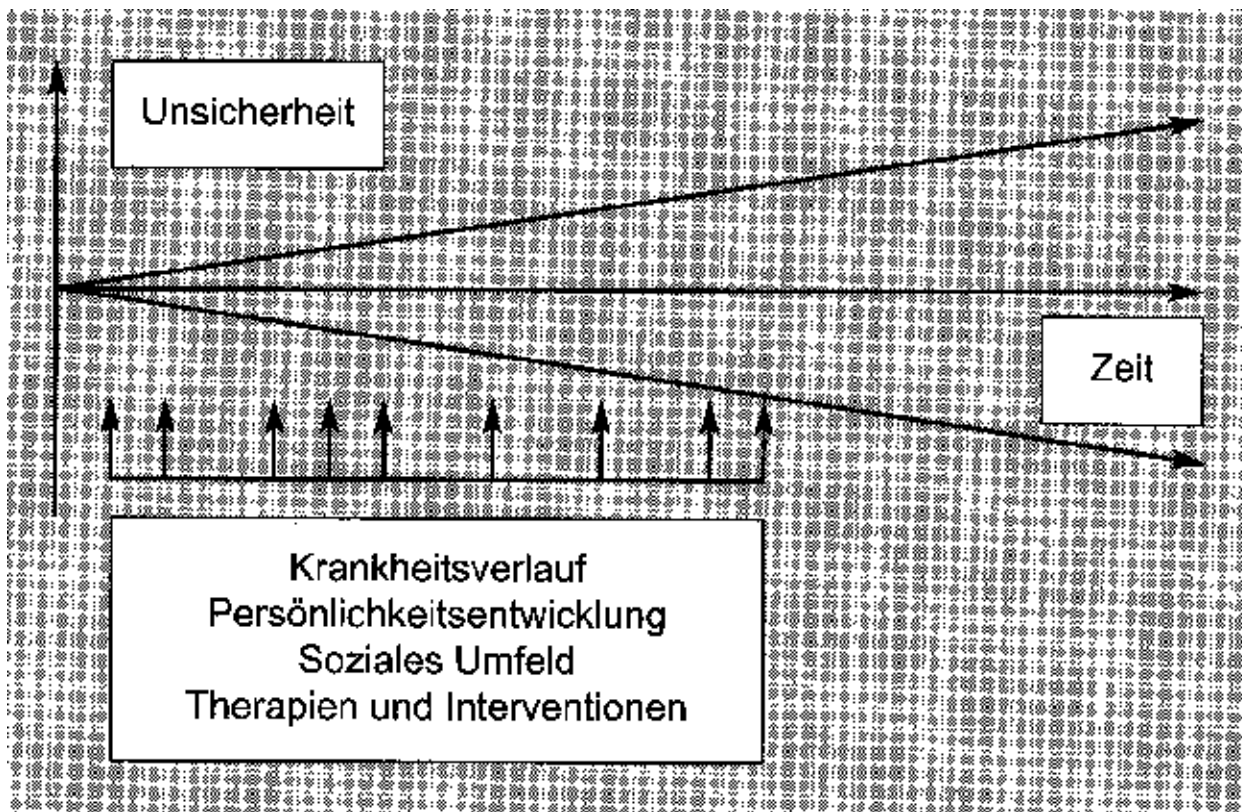 Unsicherheit
Zeit
Krankheitsverlauf
Persönlichkeitsentwicklung
Soziales Umfeld
Therapien und Interventionen